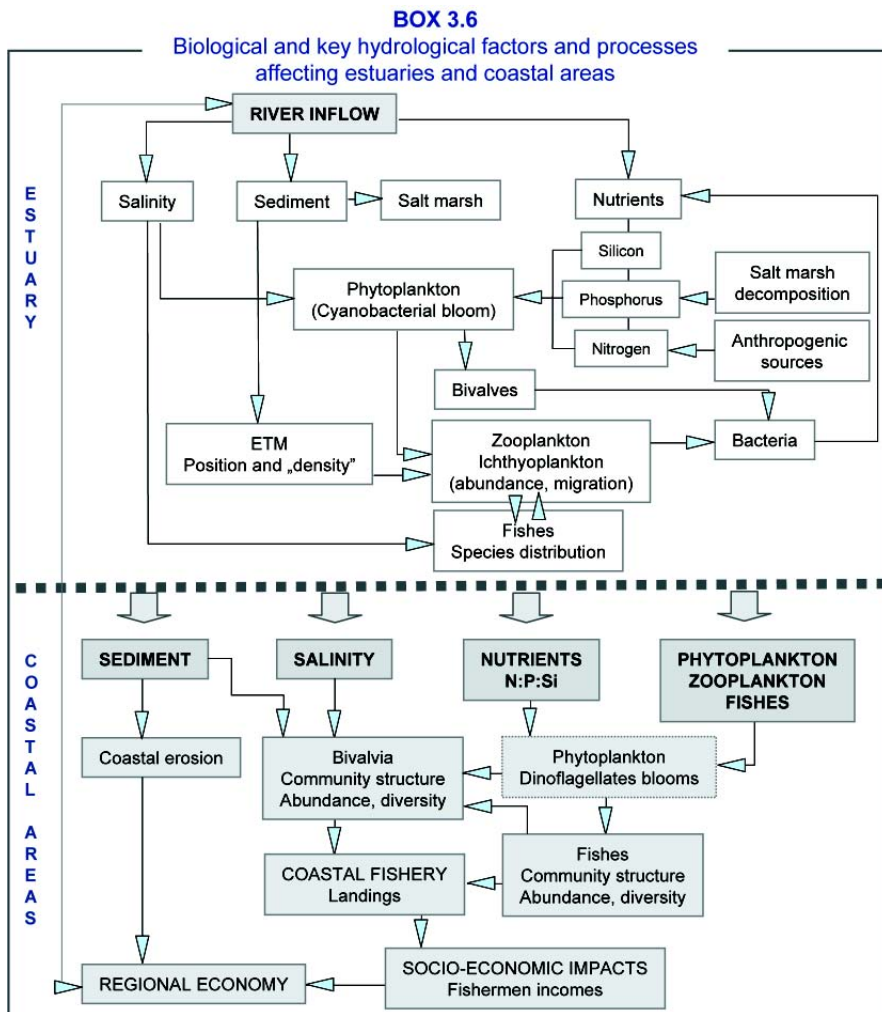 BOX 3.6
Biological and key hydrological factors and processes
affecting estuaries and coastal areas
ESTUARY
RIVER INFLOW
Salinity
Sediment
Salt marsh
Nutrients
Silicon
Phytoplankton
(Cyanobacterial bloom)
Phosphorus
Salt marsh
decomposition
Nitrogen
Anthropogenic
sources
Bivalves
ETM
Position and „density”
Zooplankton
Ichthyoplankton
(abundance, migration)
Bacteria
Fishes
Species distribution
COASTAL AREAS
SEDIMENT
SALINITY
NUTRIENTS
N:P:Si
PHYTOPLANKTON
ZOOPLANKTON
FISHES
Coastal erosion
Bivalvia
Community structure
Abundance, diversity
Phytoplankton
Dinoflagellates blooms
Fishes
Community structure
Abundance, diversity
COASTAL FISHERY
Landings
SOCIO-ECONOMIC IMPACTS
Fishermen incomes
REGIONAL ECONOMY